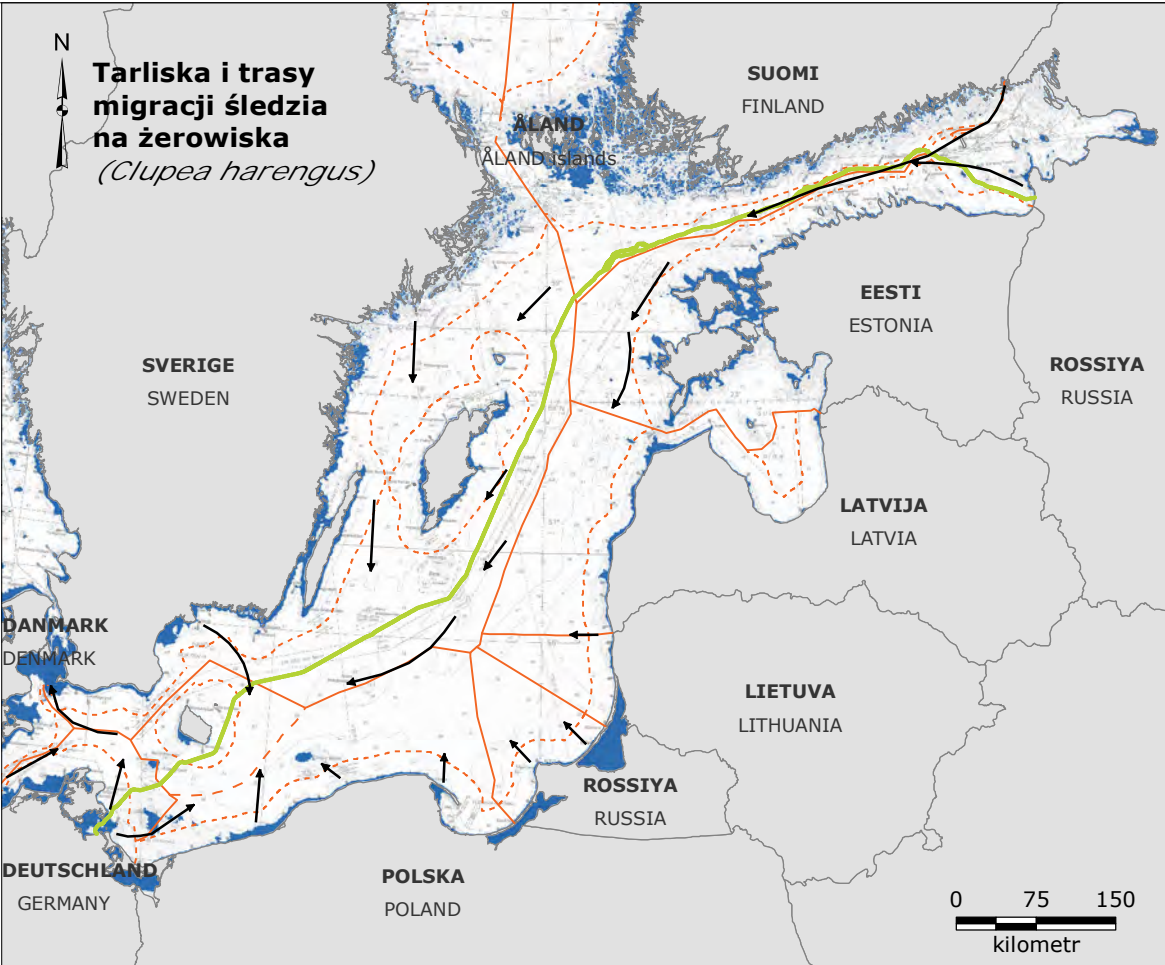 N
Tarliska i trasy
migracji śledzia
na żerowiska
(Clupea harengus)
SUOMI
FINLAND
ÅLAND
ÅLAND islands
EESTI
ESTONIA
SVERIGE
SWEDEN
ROSSIYA
RUSSIA
LATVIJA
LATVIA
DANMARK
DENMARK
LIETUVA
LITHUANIA
ROSSIYA
RUSSIA
DEUTSCHLAND
GERMANY
POLSKA
POLAND
0 75 150
kilometr